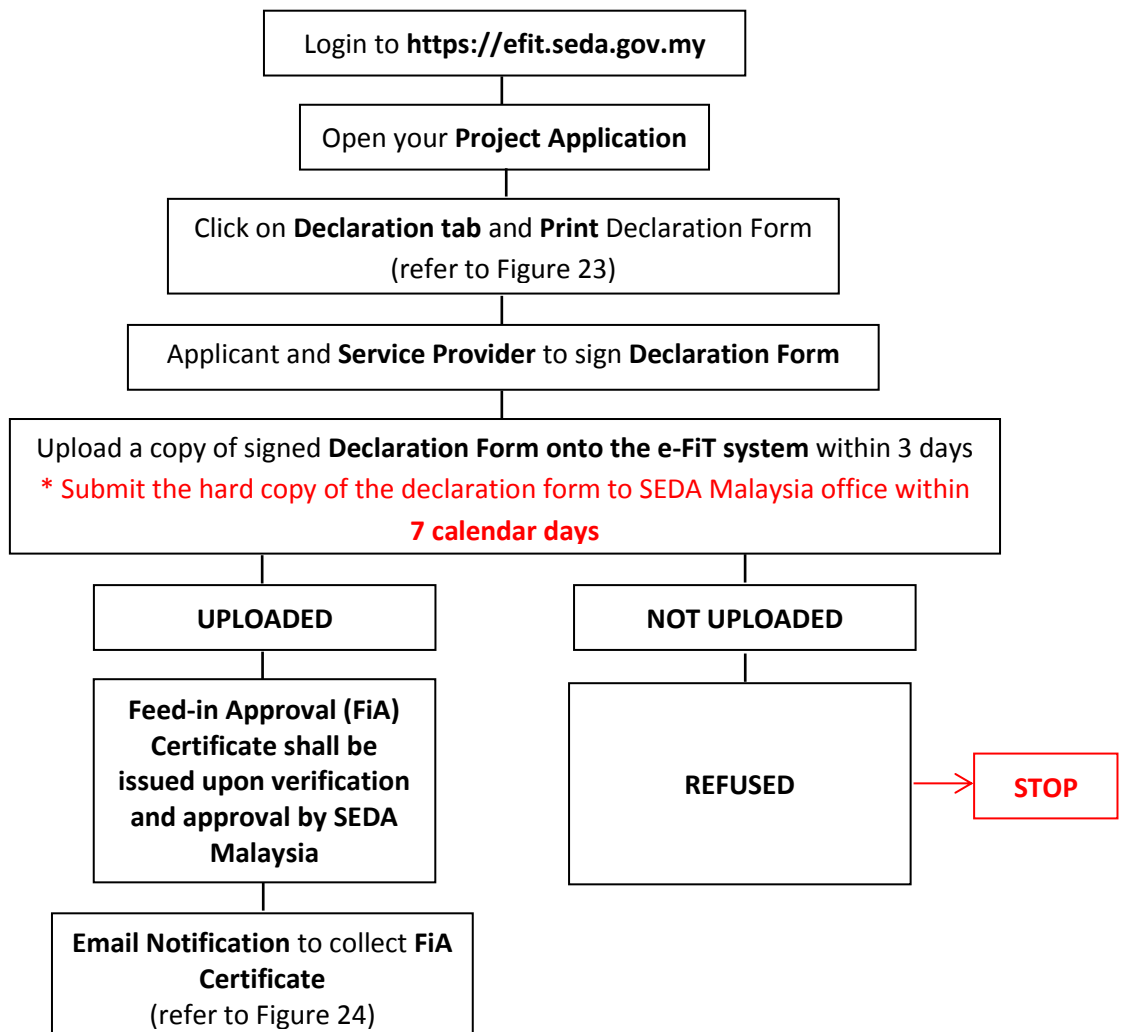 Login to https://efit.seda.gov.my
Open your Project Application
Click on Declaration tab and Print Declaration Form
(refer to Figure 23)
Applicant and Service Provider to sign Declaration Form
Upload a copy of signed Declaration Form onto the e-FiT system within 3 days
* Submit the hard copy of the declaration form to SEDA Malaysia office within
7 calendar days
UPLOADED
NOT UPLOADED
Feed-in Approval (FiA)
Certificate shall be
issued upon verification
and approval by SEDA
Malaysia
REFUSED
STOP
Email Notification to collect FiA
Certificate
(refer to Figure 24)